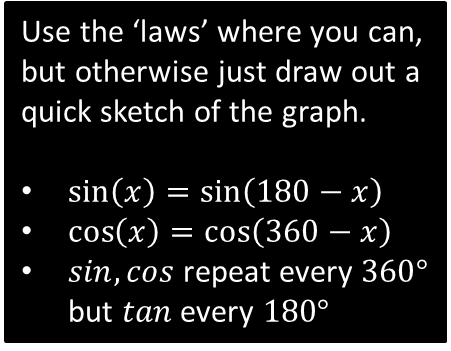 Use the ‘laws’ where you can,
but otherwise just draw out a
quick sketch of the graph.
• sin(𝑥) = sin(180 − 𝑥)
• cos(𝑥) = cos(360 − 𝑥)
• 𝑠𝑖𝑛, 𝑐𝑜𝑠 repeat every 360°
but 𝑡𝑎𝑛 every 180°